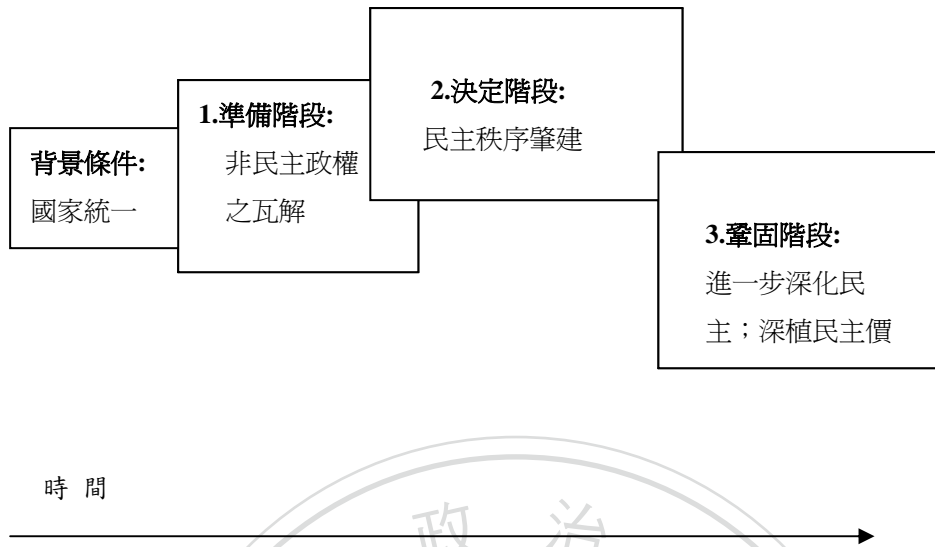 背景條件:
國家統一
1.準備階段:
非民主政權
之瓦解
2.決定階段:
民主秩序肇建
3.鞏固階段:
進一步深化民
主；深植民主價
時 間
政 治